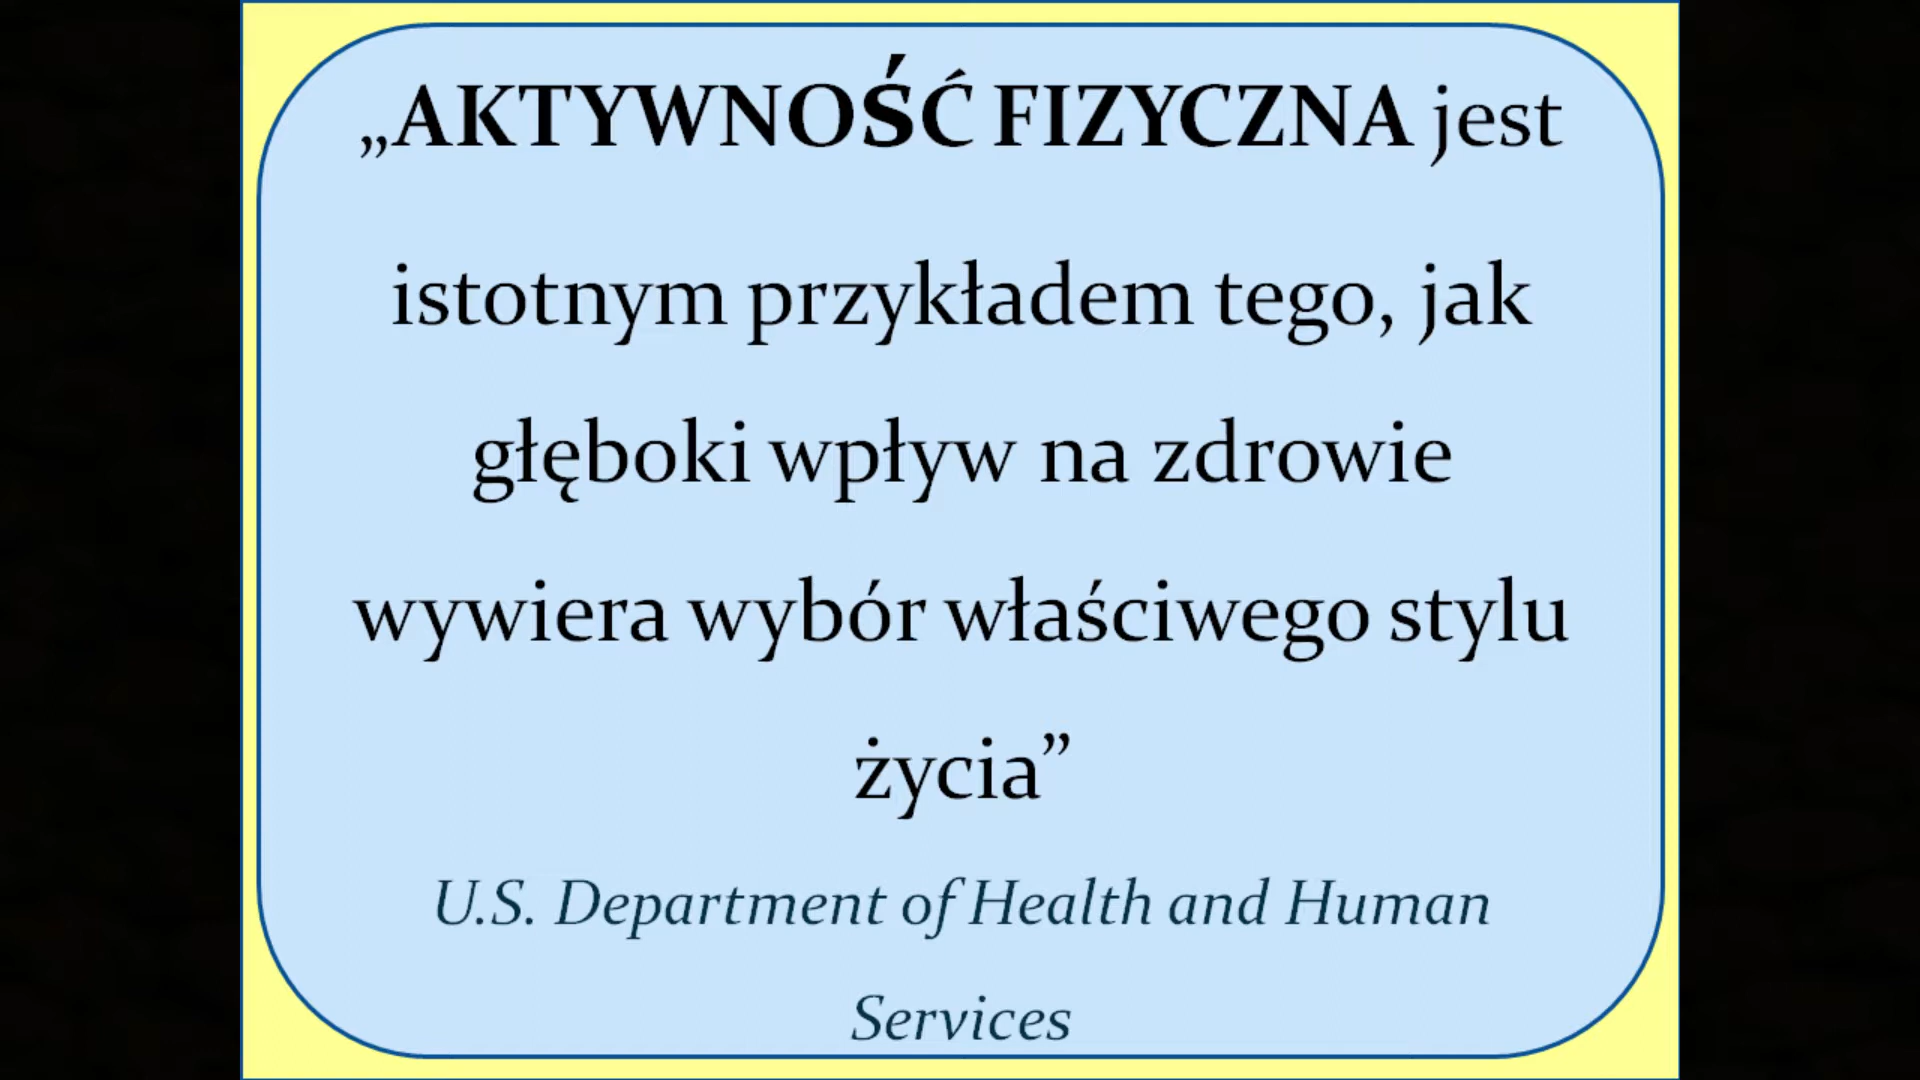 „AKTYWNOŚĆ FIZYCZNA jest
istotnym przykładem tego, jak
głęboki wpływ na zdrowie
wywiera wybór właściwego stylu
życia”
U.S. Department of Health and Human
Services